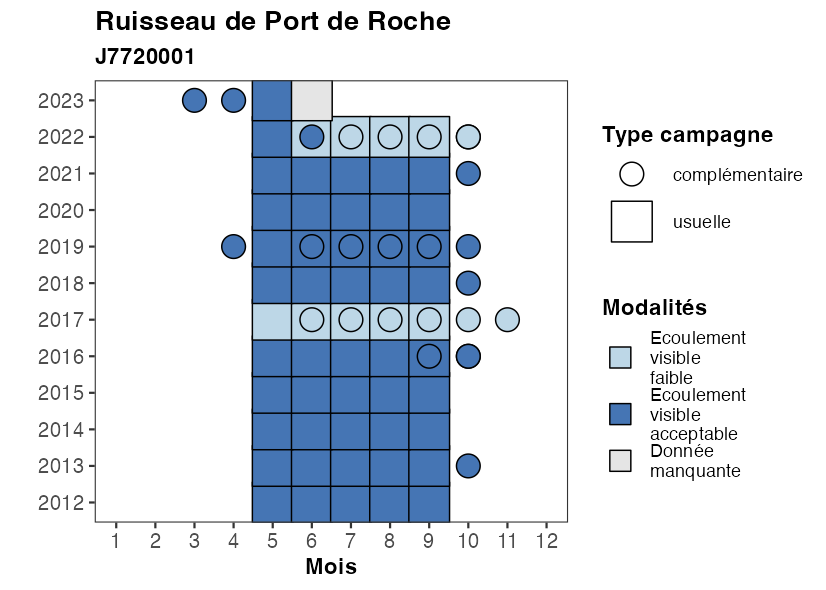 Ruisseau de Port de Roche
J7720001
2023
2022
2021
2020
2019
2018
2017
2016
2015
2014
2013
2012
1 2 3 4 5 6 7 8 9 10 11 12
Mois
Type campagne
complémentaire
usuelle
Modalités
Ecoulement
visible
faible
Ecoulement
visible
acceptable
Donnée
manquante